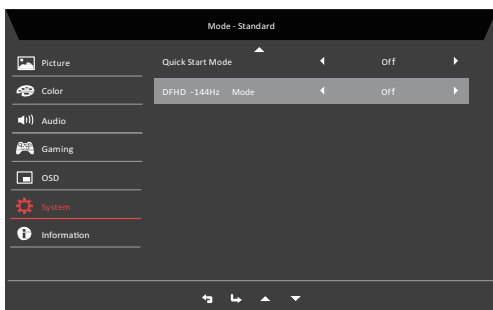 Mode - Standard
Picture
Color
Audio
Gaming
OSD
System
Information
Quick Start Mode Off
DFHD -144Hz Mode Off